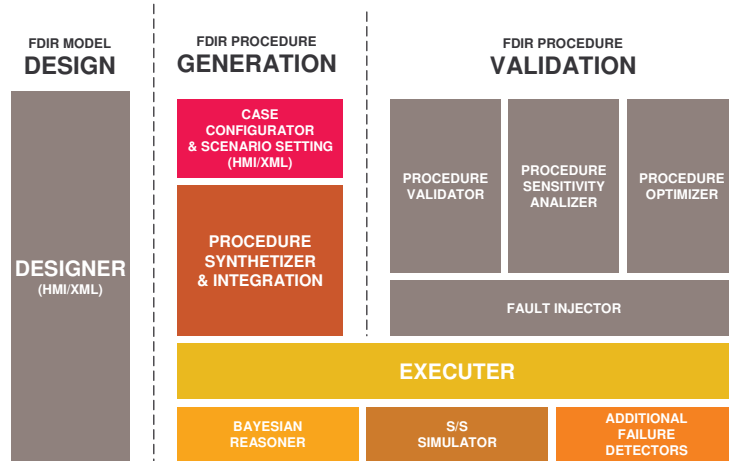 FDIR MODEL
DESIGN
DESIGNER
(HMI/XML)
FDIR PROCEDURE
GENERATION
CASE
CONFIGURATOR
& SCENARIO SETTING
(HMI/XML)
PROCEDURE
SYNTHETIZER
& INTEGRATION
FDIR PROCEDURE
VALIDATION
PROCEDURE
VALIDATOR
PROCEDURE
SENSITIVITY
ANALIZER
PROCEDURE
OPTIMIZER
FAULT INJECTOR
EXECUTER
BAYESIAN
REASONER
S/S
SIMULATOR
ADDITIONAL
FAILURE
DETECTORS